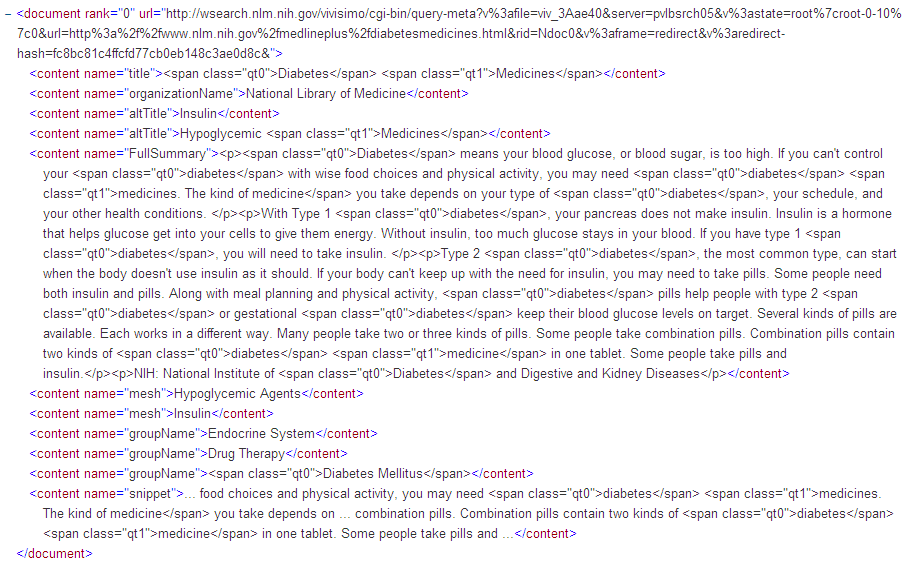 − <document rank="0" url="http://wsearch.nlm.nih.gov/vivisimo/cgi-bin/query-meta?v%3afile=viv_3Aae40&server=pvlbsrch05&v%3astate=root%7croot-0-10%
7c0&url=http%3a%2f%2fwww.nlm.nih.gov%2fmedlineplus%2fdiabetesmedicines.html&rid=Ndoc0&v%3aframe=redirect&v%3aredirect-
hash=fc8bc81c4ffcfd77cb0eb148c3ae0d8c&">
<content name="title"><span class="qt0">Diabetes</span> <span class="qt1">Medicines</span></content>
<content name="organizationName">National Library of Medicine</content>
<content name="altTitle">Insulin</content>
<content name="altTitle">Hypoglycemic <span class="qt1">Medicines</span></content>
<content name="FullSummary"><p><span class="qt0">Diabetes</span> means your blood glucose, or blood sugar, is too high. If you can't control
your <span class="qt0">diabetes</span> with wise food choices and physical activity, you may need <span class="qt0">diabetes</span> <span
class="qt1">medicines. The kind of medicine</span> you take depends on your type of <span class="qt0">diabetes</span>, your schedule, and
your other health conditions. </p><p>With Type 1 <span class="qt0">diabetes</span>, your pancreas does not make insulin. Insulin is a hormone
that helps glucose get into your cells to give them energy. Without insulin, too much glucose stays in your blood. If you have type 1 <span
class="qt0">diabetes</span>, you will need to take insulin. </p><p>Type 2 <span class="qt0">diabetes</span>, the most common type, can start
when the body doesn't use insulin as it should. If your body can't keep up with the need for insulin, you may need to take pills. Some people need
both insulin and pills. Along with meal planning and physical activity, <span class="qt0">diabetes</span> pills help people with type 2 <span
class="qt0">diabetes</span> or gestational <span class="qt0">diabetes</span> keep their blood glucose levels on target. Several kinds of pills are
available. Each works in a different way. Many people take two or three kinds of pills. Some people take combination pills. Combination pills contain
two kinds of <span class="qt0">diabetes</span> <span class="qt1">medicine</span> in one tablet. Some people take pills and
insulin.</p><p>NIH: National Institute of <span class="qt0">Diabetes</span> and Digestive and Kidney Diseases</p></content>
<content name="mesh">Hypoglycemic Agents</content>
<content name="mesh">Insulin</content>
<content name="groupName">Endocrine System</content>
<content name="groupName">Drug Therapy</content>
<content name="groupName"><span class="qt0">Diabetes Mellitus</span></content>
<content name="snippet">... food choices and physical activity, you may need <span class="qt0">diabetes</span> <span class="qt1">medicines.
The kind of medicine</span> you take depends on ... combination pills. Combination pills contain two kinds of <span class="qt0">diabetes</span>
<span class="qt1">medicine</span> in one tablet. Some people take pills and ...</content>
</document>